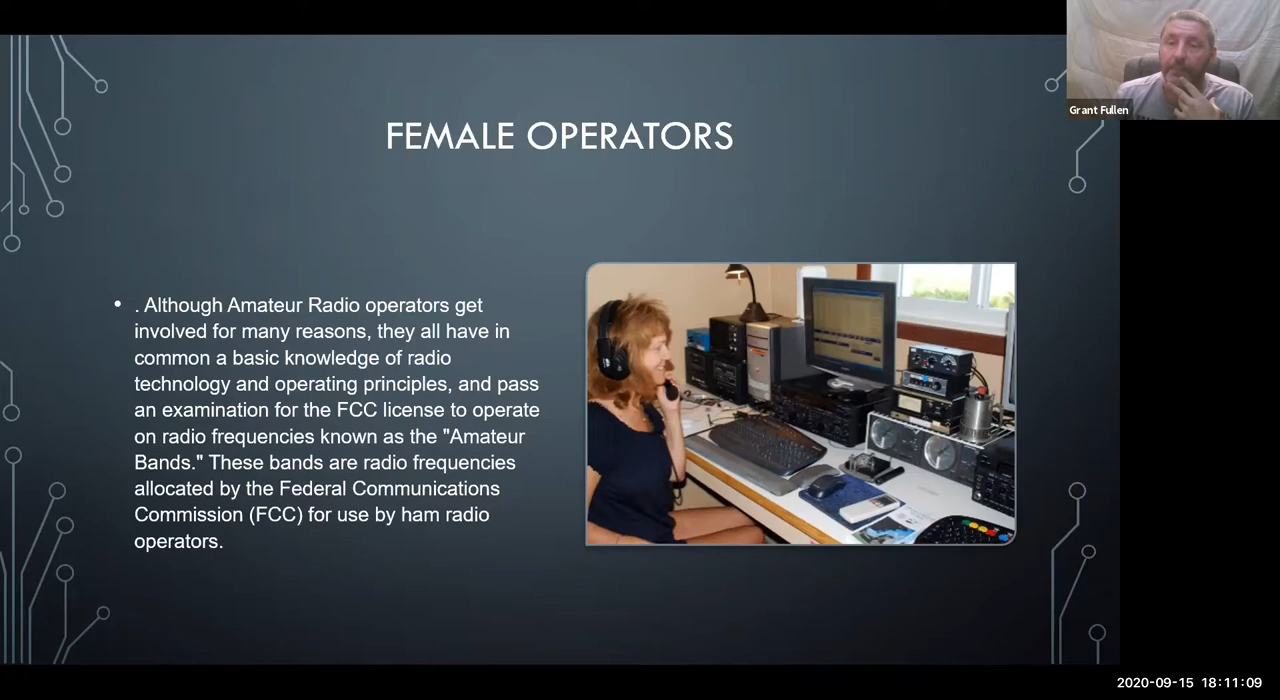 Grant Fullen
FEMALE OPERATORS
• . Although Amateur Radio operators get
involved for many reasons, they all have in
common a basic knowledge of radio
technology and operating principles, and pass
an examination for the FCC license to operate
on radio frequencies known as the "Amateur
Bands." These bands are radio frequencies
allocated by the Federal Communications
Commission (FCC) for use by ham radio
operators.
2020-09-15 18:11:09